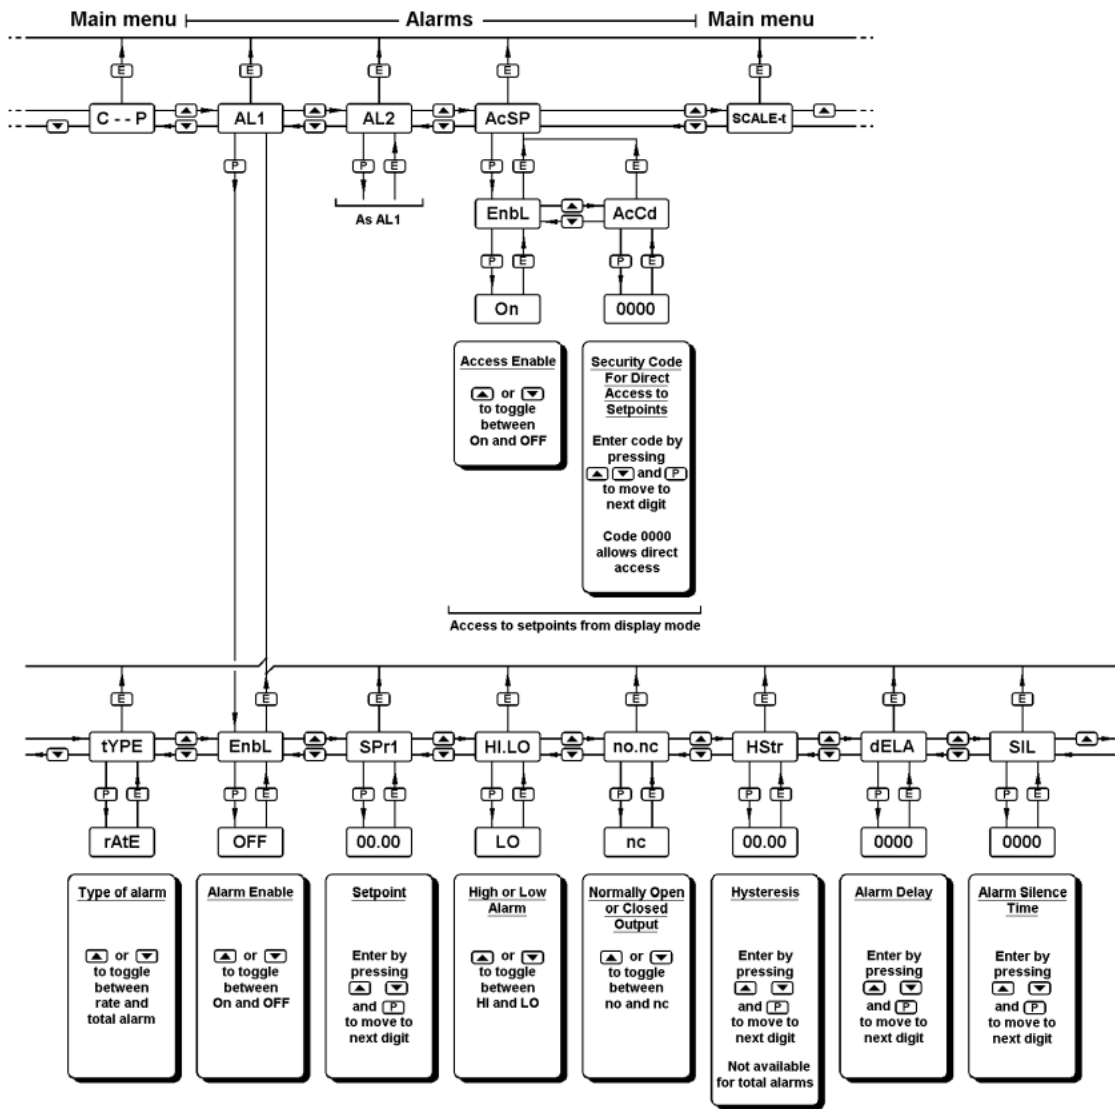 Main menu
Alarms
Main menu
E
E
E
E
E
C - - P
AL1
AL2
AcSP
SCALE-t
P
P
E
P
E
E
As AL1
EnbL
AcCd
P
E
P
E
On
0000
Access Enable
or
to toggle
between
On and OFF
Security Code
For Direct
Access to
Setpoints
Enter code by
pressing
and P
to move to
next digit
Code 0000
allows direct
access
Access to setpoints from display mode
E
E
E
E
E
E
E
E
tYPE
EnbL
SPr1
HI.LO
no.nc
HStr
dELA
SIL
P
E
P
E
P
E
P
E
P
E
P
E
P
E
P
E
rAtE
OFF
00.00
LO
nc
00.00
0000
0000
Type of alarm
or
to toggle
between
rate and
total alarm
Alarm Enable
or
to toggle
between
On and OFF
Setpoint
Enter by
pressing
and P
to move to
next digit
High or Low
Alarm
or
to toggle
between
HI and LO
Normally Open
or Closed
Output
or
to toggle
between
no and nc
Hysteresis
Enter by
pressing
and P
to move to
next digit
Not available
for total alarms
Alarm Delay
Enter by
pressing
and P
to move to
next digit
Alarm Silence
Time
Enter by
pressing
and P
to move to
next digit